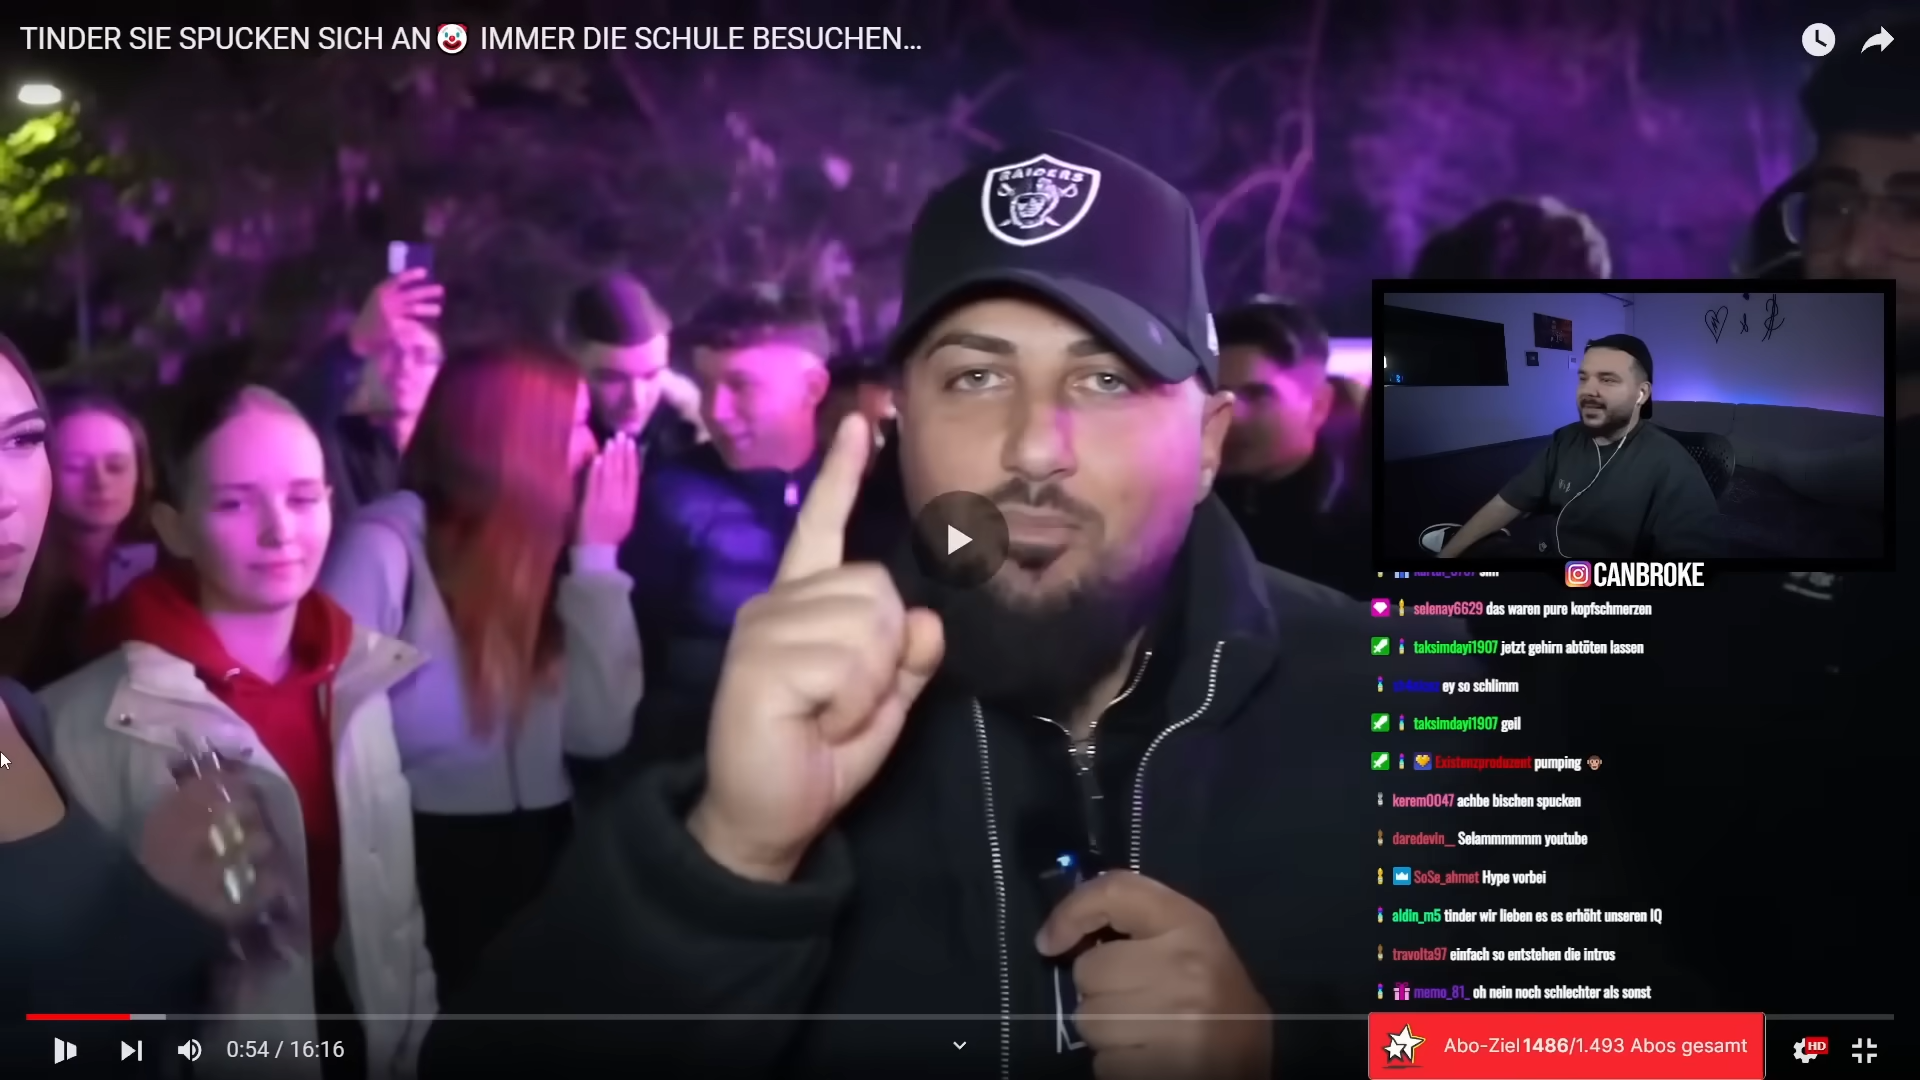 TINDER SIE SPUCKEN SICH AN🤡 IMMER DIE SCHULE BESUCHEN...
RAIDERS
CANBROKE
selenay6629 das waren pure kopfschmerzen
taksimdayi1907 jetzt gehirn abtöten lassen
ey so schlimm
taksimdayi1907 geil
Existenzproduzent pumping
kerem0047 achbe bischen spucken
daredevin__ Selammmmmm youtube
SoSe_ahmet Hype vorbei
aldin_m5 tinder wir lieben es es erhöht unseren IQ
travolta97 einfach so entstehen die intros
memo_81_ oh nein noch schlechter als sonst
0:54 / 16:16
Abo-Ziel 1486/1.493 Abos gesamt
HD